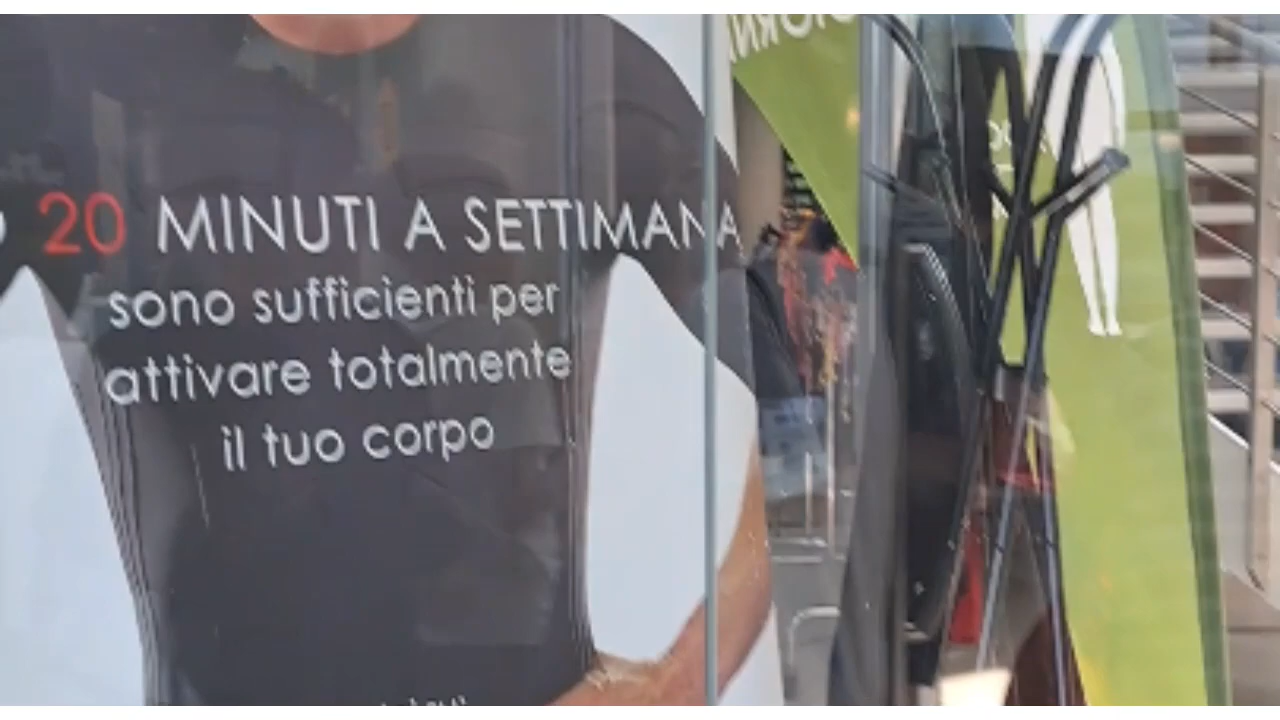 20 MINUTI A SETTIMANA
sono sufficienti per
attivare totalmente
il tuo corpo